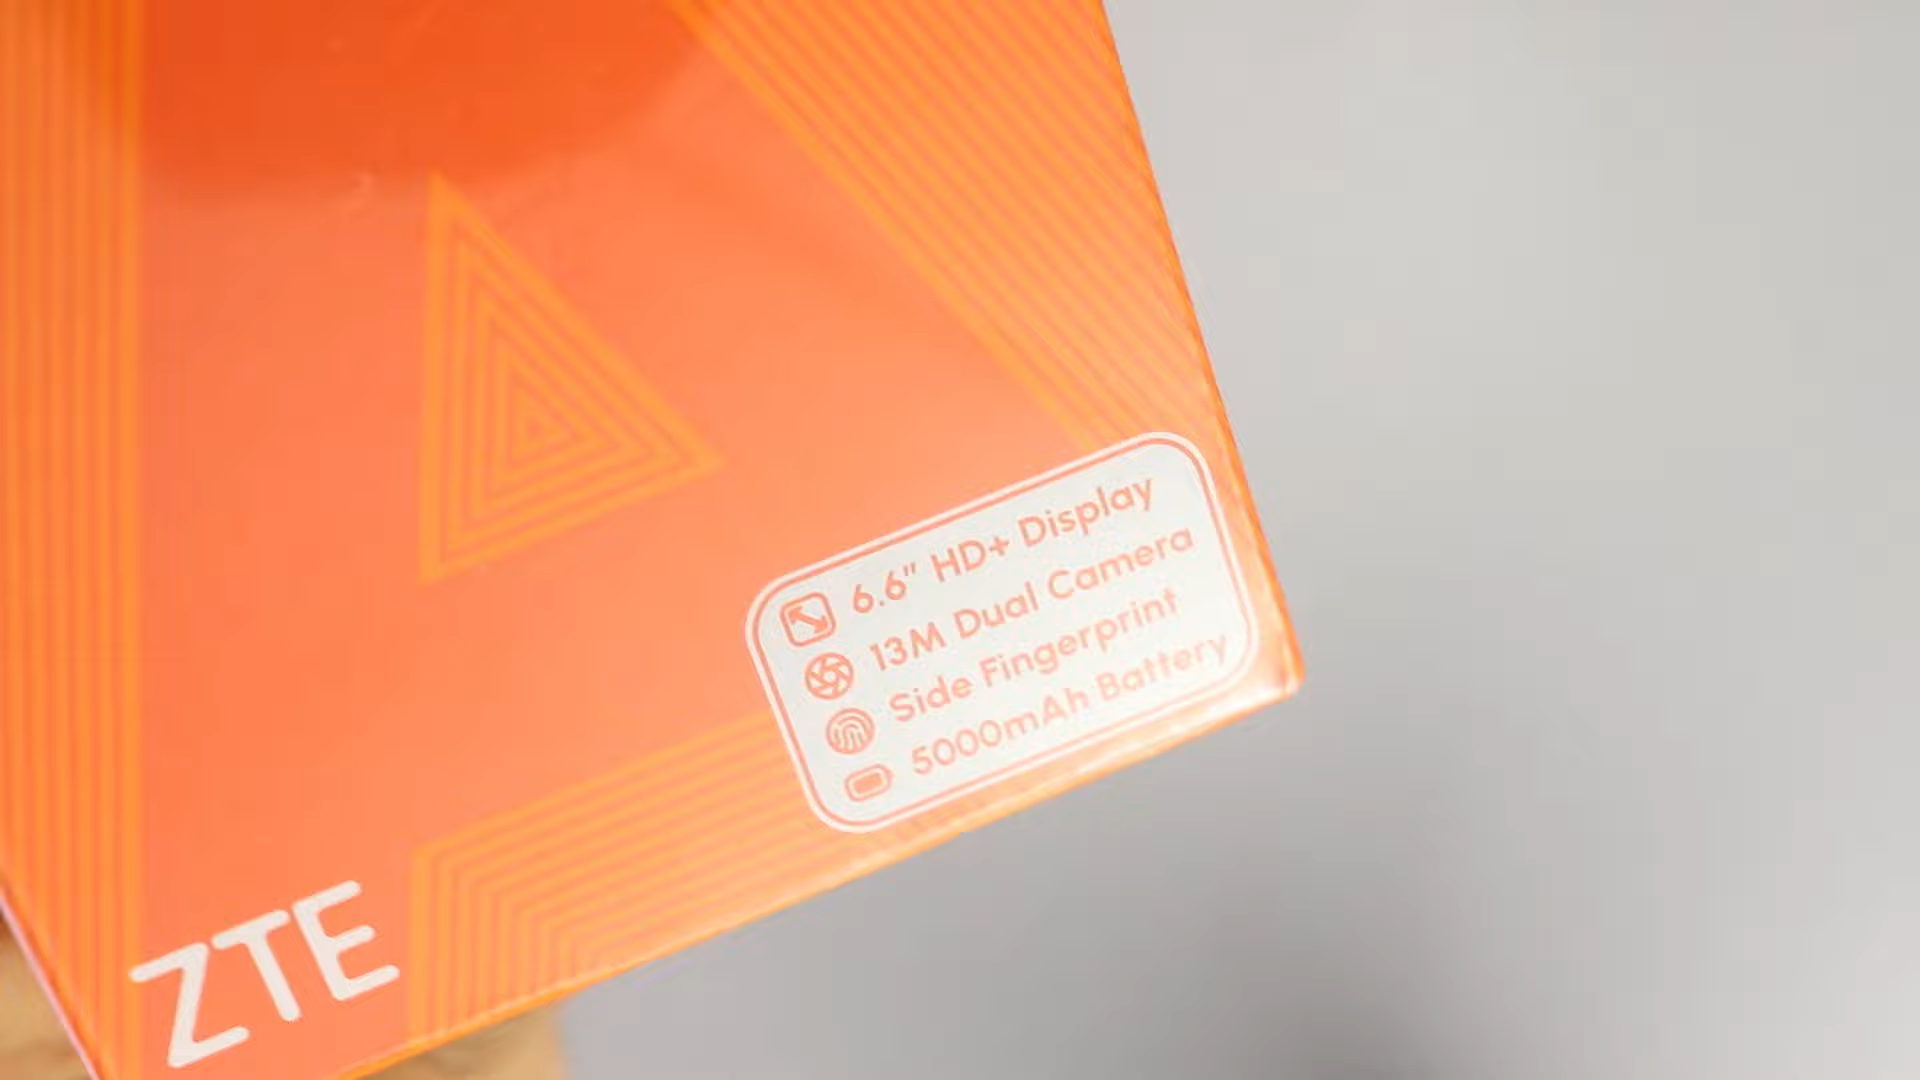 6.6" HD+ Display
13M Dual Camera
Side Fingerprint
5000mAh Battery
ZTE